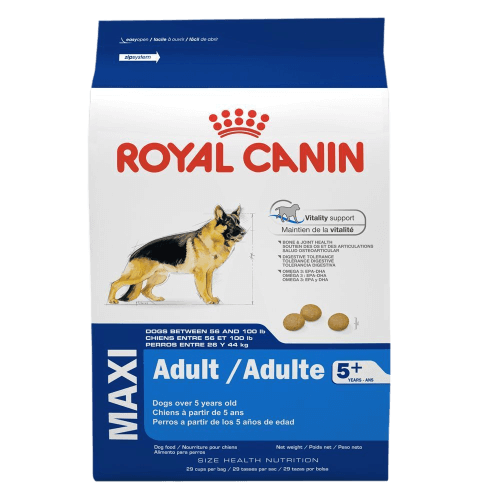 easyopen / facile à ouvrir / fácil de abrir
zipsystem
ROYAL CANIN
Vitality support
Maintien de la vitalité
BONE & JOINT HEALTH
SOUTIEN DES OS ET DES ARTICULATIONS
SALUD OSTEOARTICULAR
DIGESTIVE TOLERANCE
TOLÉRANCE DIGESTIVE
TOLERANCIA DIGESTIVA
OMEGA 3: EPA-DHA
OMEGA 3 : EPA-DHA
OMEGA 3: EPA y DHA
DOGS BETWEEN 56 AND 100 lb
CHIENS ENTRE 56 ET 100 lb
PERROS ENTRE 26 Y 44 kg
MAXI
Adult / Adulte 5+
YEARS - ANS
Dogs over 5 years old
Chiens à partir de 5 ans
Perros a partir de los 5 años de edad
Dog food / Nourriture pour chiens
Alimento para perros
Net weight / Poids net / Peso neto
SIZE HEALTH NUTRITION
29 cups per bag / 29 tasses par sac / 29 tazas por bolsa